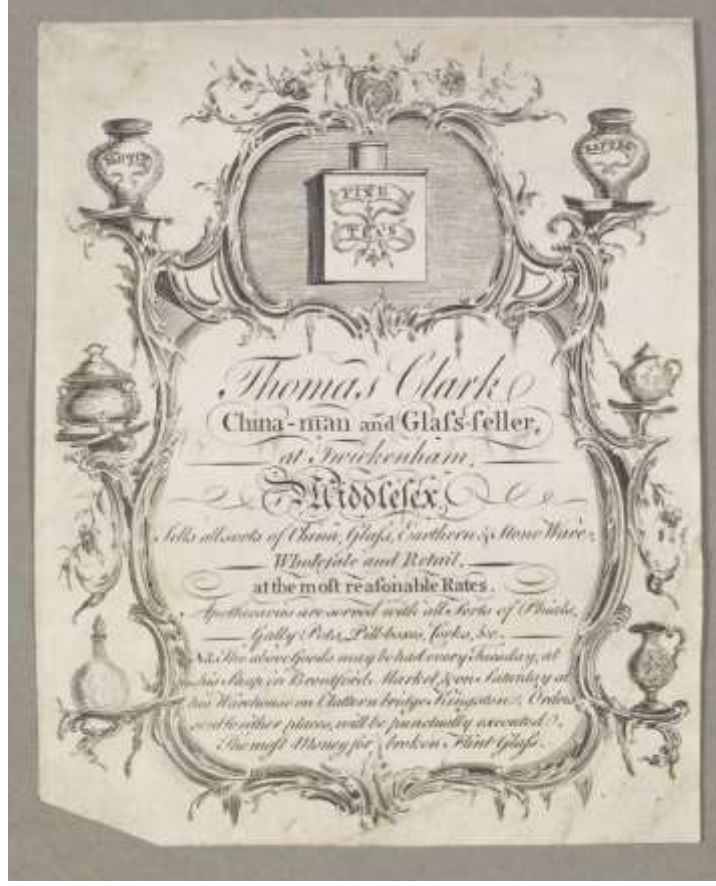 FINE
TEAS
Thomas Clark
China-man and Glaſs-ſeller,
at Twickenham,
Middleſex,
Sells all sorts of China, Glaſs, Earthern & Stone Ware,
Wholeſale and Retail,
at the moſt reaſonable Rates.
Apothecaries are served with all Sorts of Phials,
Gally Pots, Pill-boxes, Corks, &c.
NB. The above Goods may be had every Tuesday, at
his Shop in Brentford Market, & on Saturday at
his Warehouse on Clattern bridge Kingston. Orders
sent to either places, will be punctually executed.
The moſt Money for broken Flint Glaſs.